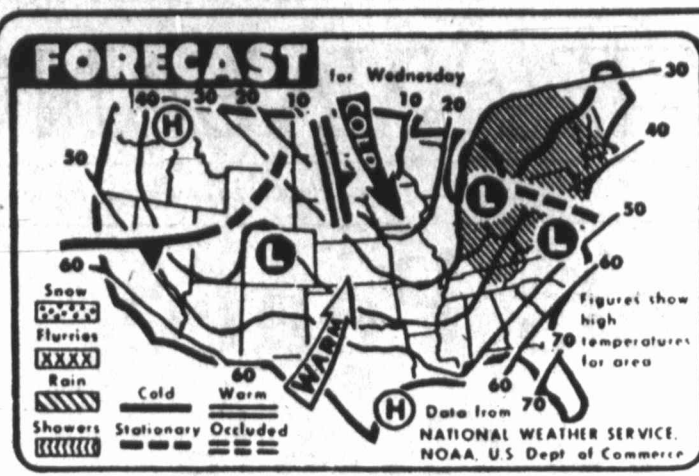 FORECAST
for Wednesday
40 30 20 10 10 20 30
H COLD
40
50
L
50
L
L
60
60
Snow
Flurries
Rain
Showers
Cold
Stationary
Warm
Occluded
60
WARM
H
60
70
70
Figures show
high
temperatures
for area
Data from
NATIONAL WEATHER SERVICE,
NOAA, U.S Dept of Commerce